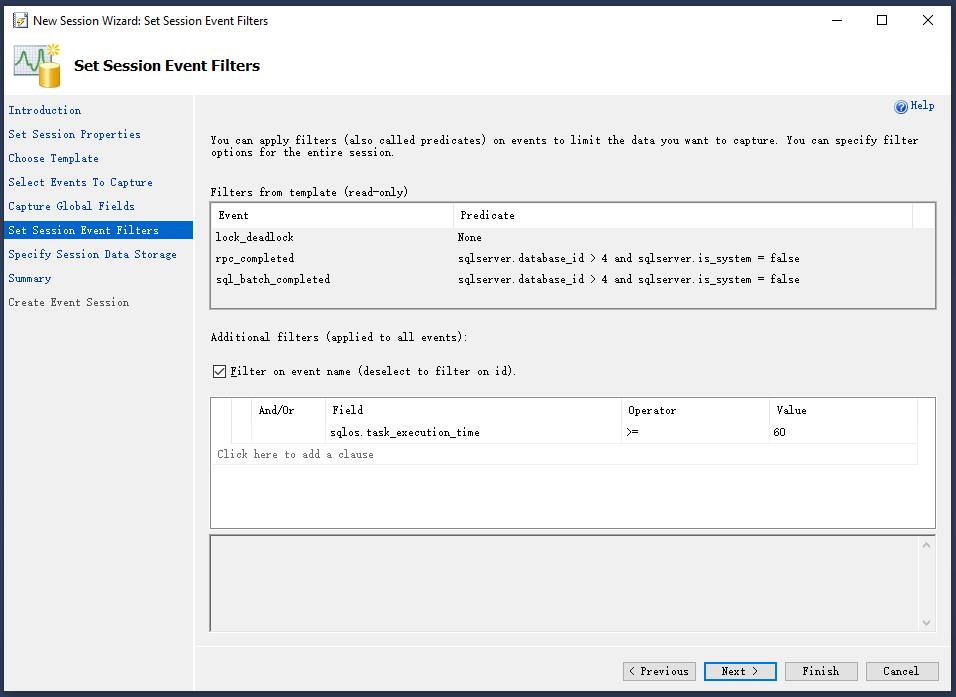 New Session Wizard: Set Session Event Filters
Set Session Event Filters
Introduction
Set Session Properties
Choose Template
Select Events To Capture
Capture Global Fields
Set Session Event Filters
Specify Session Data Storage
Summary
Create Event Session
Help
You can apply filters (also called predicates) on events to limit the data you want to capture. You can specify filter
options for the entire session.
Filters from template (read-only)
Event Predicate
lock_deadlock None
rpc_completed sqlserver.database_id > 4 and sqlserver.is_system = false
sql_batch_completed sqlserver.database_id > 4 and sqlserver.is_system = false
Additional filters (applied to all events):
Filter on event name (deselect to filter on id).
And/Or Field Operator Value
sqlos.task_execution_time >= 60
Click here to add a clause
< Previous Next > Finish Cancel